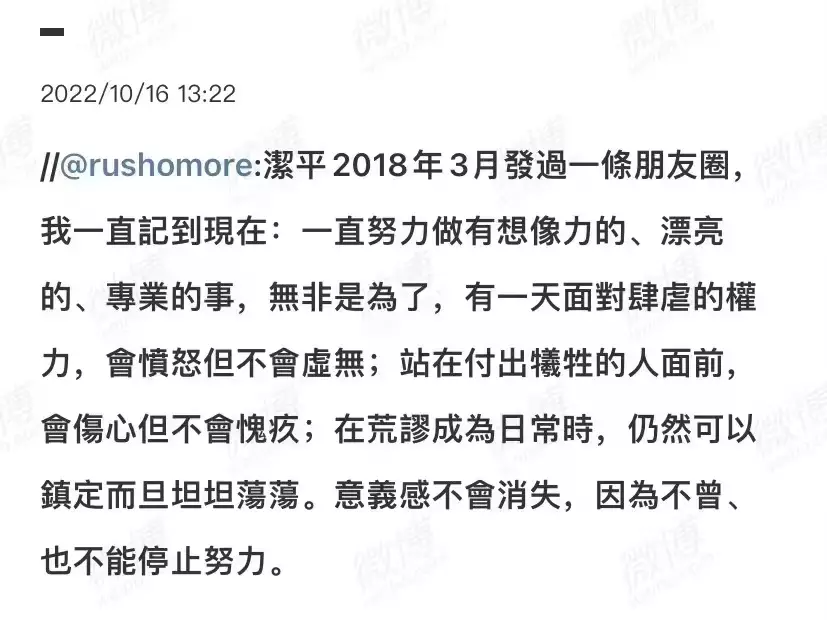 2022/10/16 13:22
//@rushomore:潔平2018年3月發過一條朋友圈，
我一直記到現在：一直努力做有想像力的、漂亮
的、專業的事，無非是為了，有一天面對肆虐的權
力，會憤怒但不會虛無；站在付出犧牲的人面前，
會傷心但不會愧疚；在荒謬成為日常時，仍然可以
鎮定而旦坦坦蕩蕩。意義感不會消失，因為不曾、
也不能停止努力。